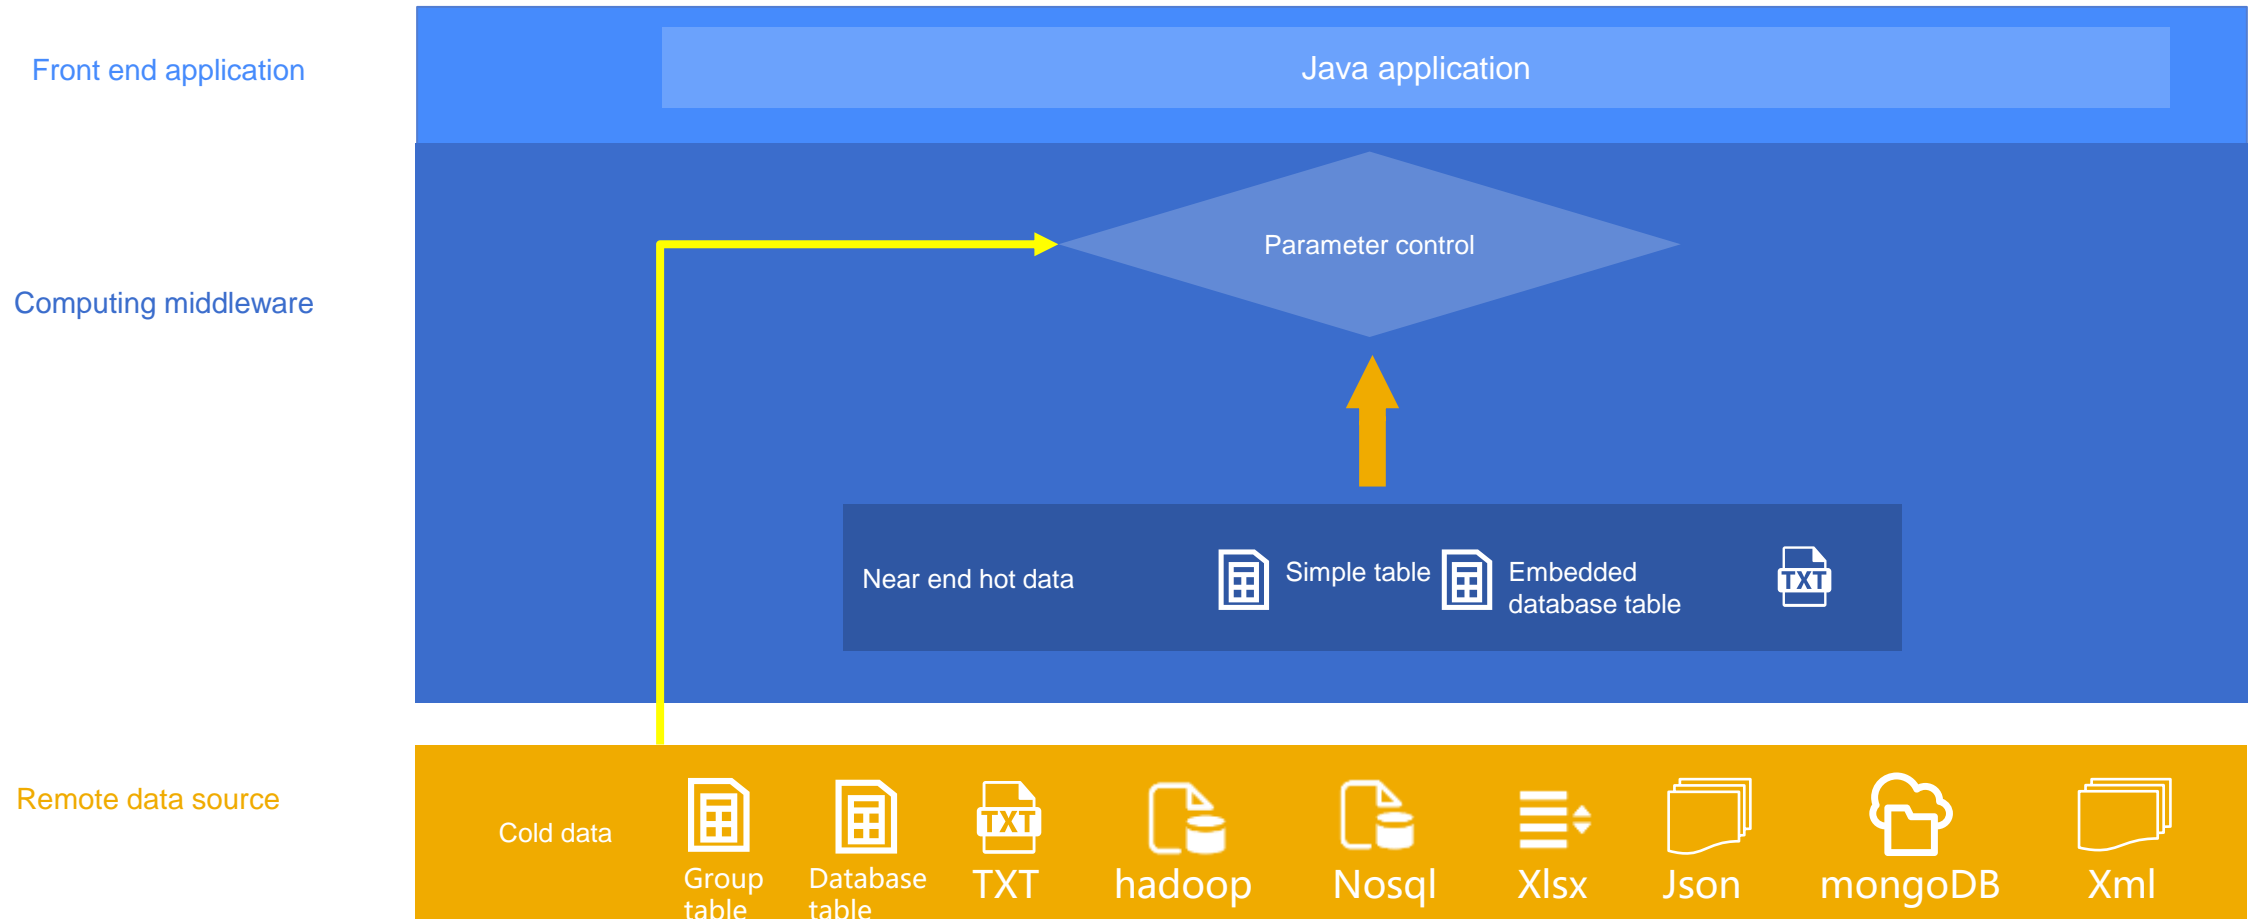 Front end application
Java application
Parameter control
Computing middleware
Near end hot data
Simple table
Embedded
database table
TXT
Remote data source
Cold data
TXT
Group
table
Database
table
TXT
hadoop
Nosql
Xlsx
Json
mongoDB
Xml